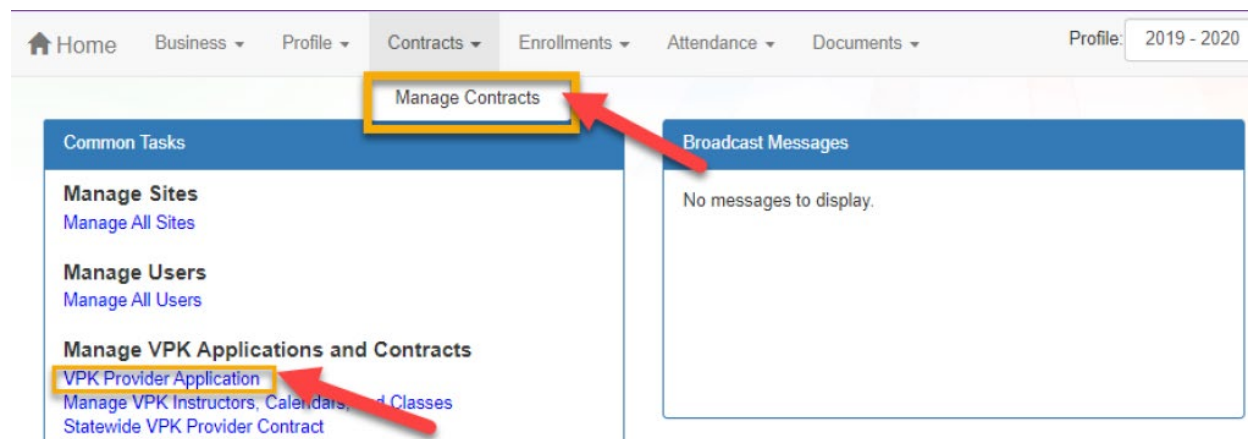 Home Business Profile Contracts Enrollments Attendance Documents Profile: 2019 - 2020
Manage Contracts
Common Tasks
Broadcast Messages
Manage Sites
Manage All Sites
No messages to display.
Manage Users
Manage All Users
Manage VPK Applications and Contracts
VPK Provider Application
Manage VPK Instructors, Calendars, and Classes
Statewide VPK Provider Contract